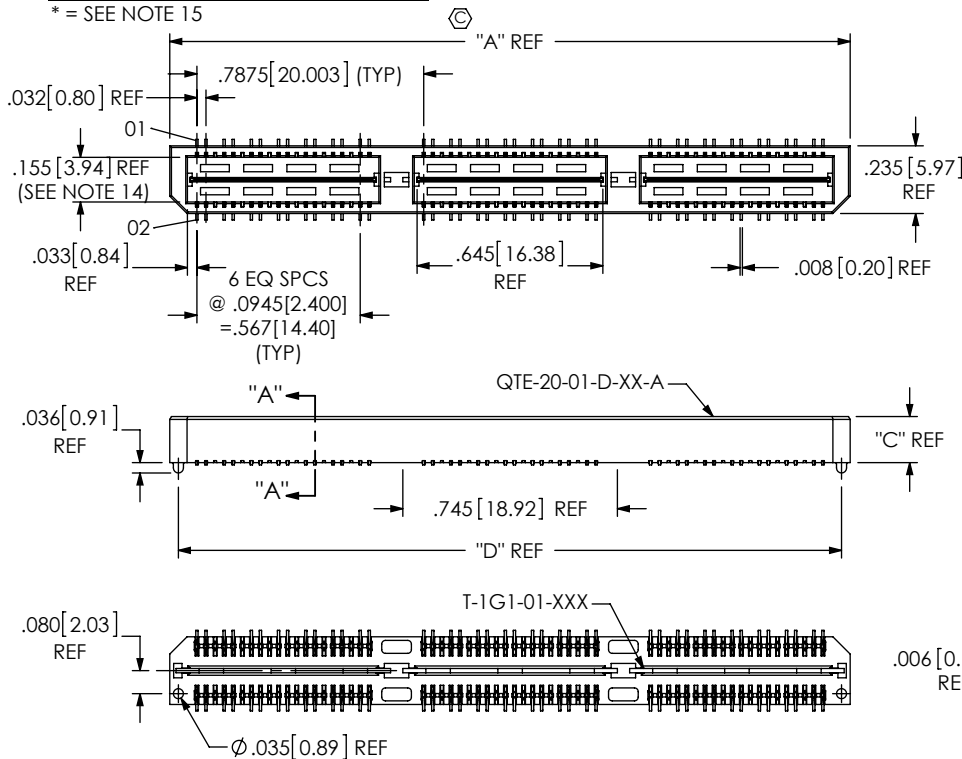 * = SEE NOTE 15
C
"A" REF
.7875[20.003] (TYP)
.032[0.80] REF
01
.155[3.94] REF
(SEE NOTE 14)
.235[5.97]
REF
02
.033[0.84]
REF
6 EQ SPCS
@ .0945[2.400]
=.567[14.40]
(TYP)
.645[16.38]
REF
.008[0.20] REF
"A"
QTE-20-01-D-XX-A
.036[0.91]
REF
"C" REF
"A"
.745[18.92] REF
"D" REF
T-1G1-01-XXX
.080[2.03]
REF
.006[0.
RE
Ø.035[0.89] REF